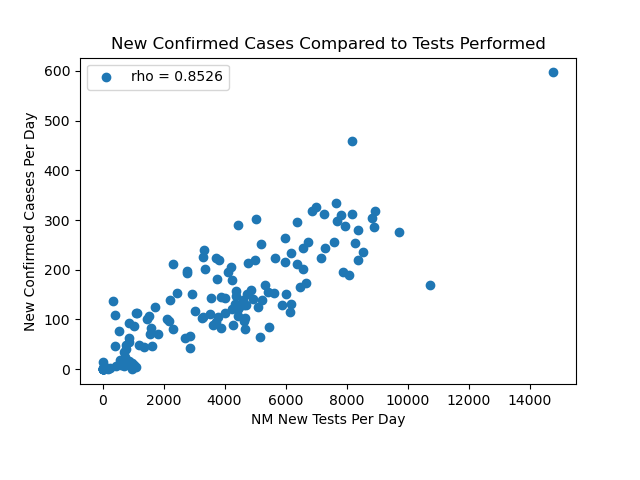 New Confirmed Cases Compared to Tests Performed
rho = 0.8526
New Confirmed Caeses Per Day
600
500
400
300
200
100
0
0 2000 4000 6000 8000 10000 12000 14000
NM New Tests Per Day